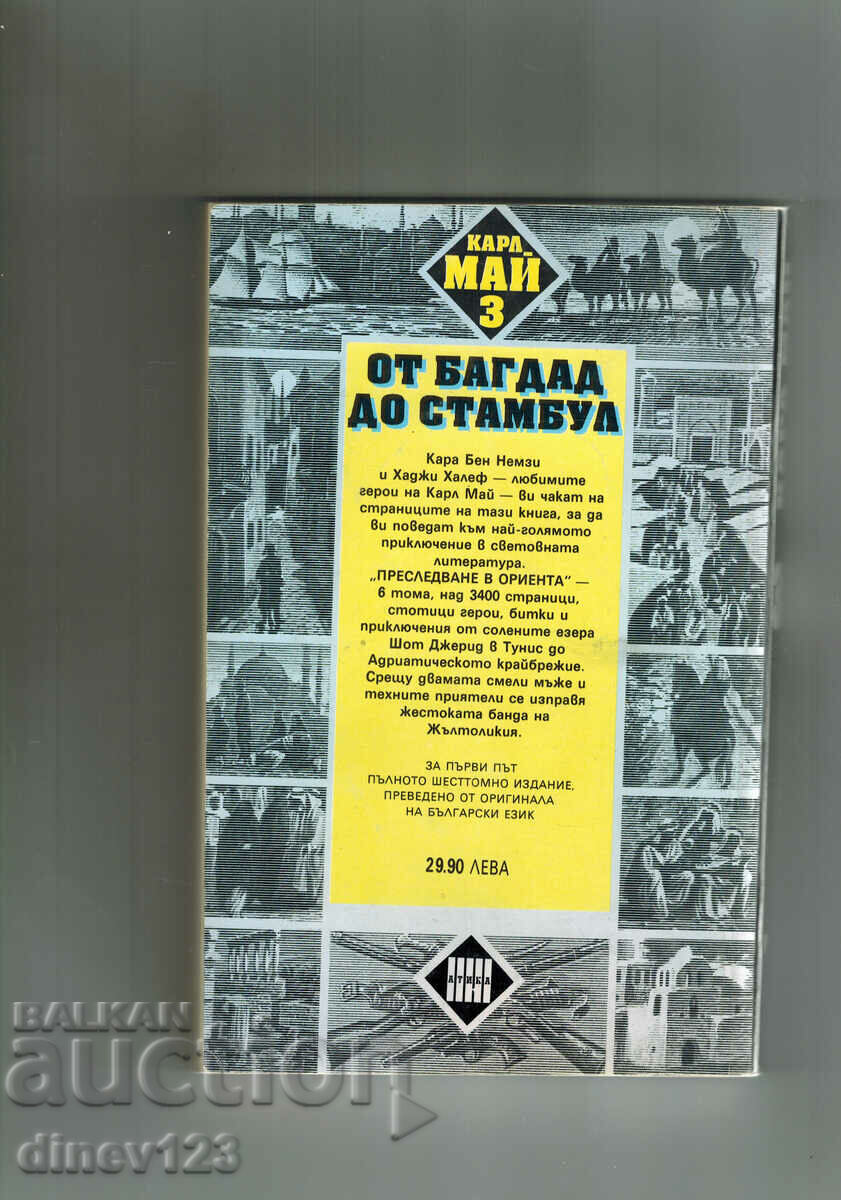 КАРЛ
МАЙ
3
ОТ БАГДАД
ДО СТАМБУЛ
Кара Бен Немзи
и Хаджи Халеф — любимите
герои на Карл Май — ви чакат на
страниците на тази книга, за да
ви поведат към най-голямото
приключение в световната
литература.
„ПРЕСЛЕДВАНЕ В ОРИЕНТА" —
6 тома, над 3400 страници,
стотици герои, битки и
приключения от солените езера
Шот Джерид в Тунис до
Адриатическото крайбрежие.
Срещу двамата смели мъже и
техните приятели се изправя
жестоката банда на
Жълтоликия.
ЗА ПЪРВИ ПЪТ
ПЪЛНОТО ШЕСТТОМНО ИЗДАНИЕ,
ПРЕВЕДЕНО ОТ ОРИГИНАЛА
НА БЪЛГАРСКИ ЕЗИК
29.90 ЛЕВА
АТИКА
BALKAN
auction
dinev123